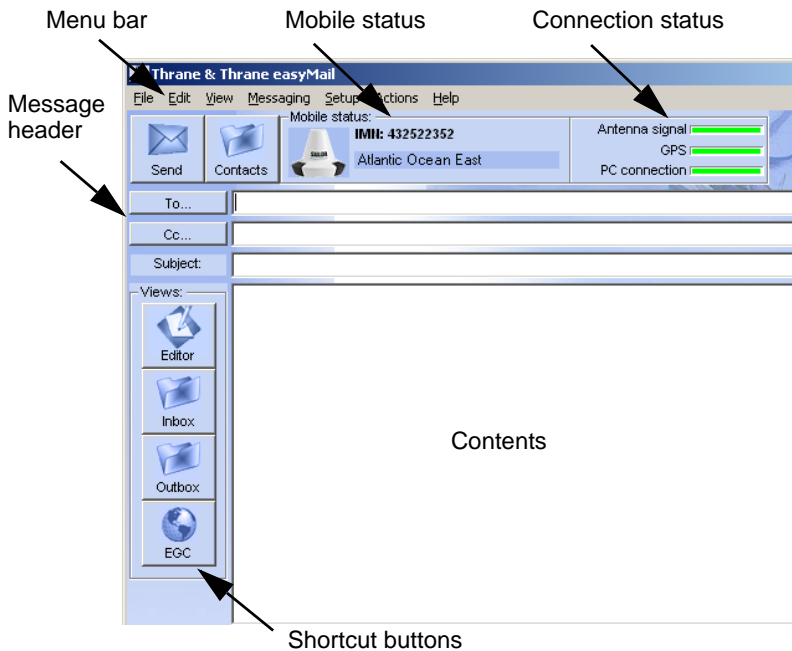 Menu bar
Mobile status
Connection status
Message header
Thrane & Thrane easyMail
File Edit View Messaging Setup Actions Help
Mobile status:
IMN: 432522352
Atlantic Ocean East
SAILOR
Antenna signal
GPS
PC connection
Send
Contacts
To...
Cc...
Subject:
Views:
Editor
Inbox
Outbox
EGC
Contents
Shortcut buttons